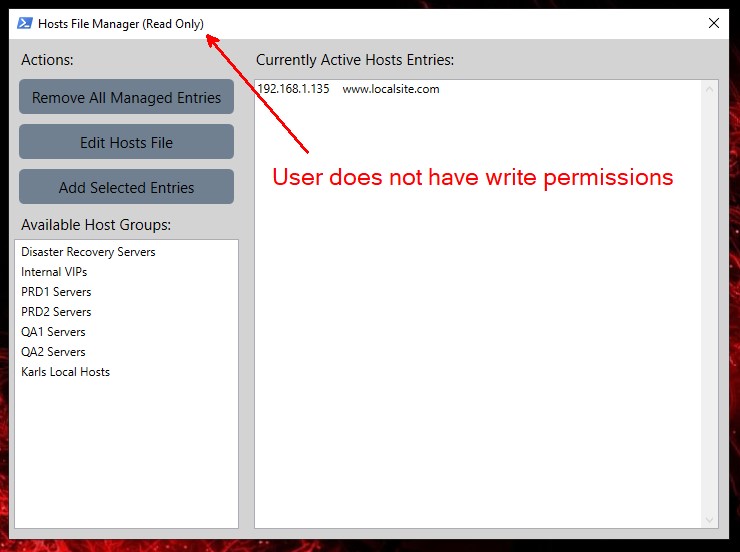 Hosts File Manager (Read Only)
Actions:
Currently Active Hosts Entries:
Remove All Managed Entries
Edit Hosts File
Add Selected Entries
Available Host Groups:
Disaster Recovery Servers
Internal VIPs
PRD1 Servers
PRD2 Servers
QA1 Servers
QA2 Servers
Karls Local Hosts
192.168.1.135 www.localsite.com
User does not have write permissions